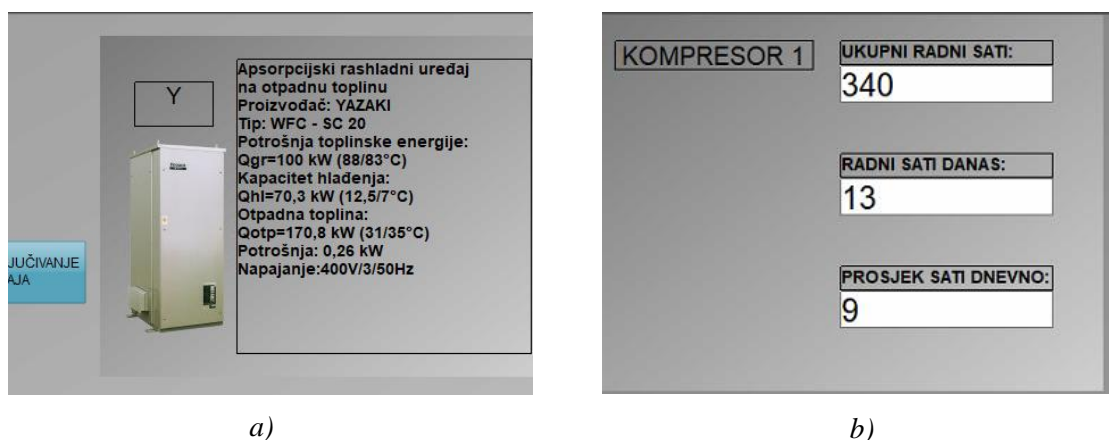 Y
Apsorpcijski rashladni uređaj
na otpadnu toplinu
Proizvođač: YAZAKI
Tip: WFC - SC 20
Potrošnja toplinske energije:
Qgr=100 kW (88/83°C)
Kapacitet hlađenja:
Qhl=70,3 kW (12,5/7°C)
Otpadna toplina:
Qotp=170,8 kW (31/35°C)
Potrošnja: 0,26 kW
Napajanje:400V/3/50Hz
JUČIVANJE
AJA
a)
KOMPRESOR 1
UKUPNI RADNI SATI:
340
RADNI SATI DANAS:
13
PROSJEK SATI DNEVNO:
9
b)